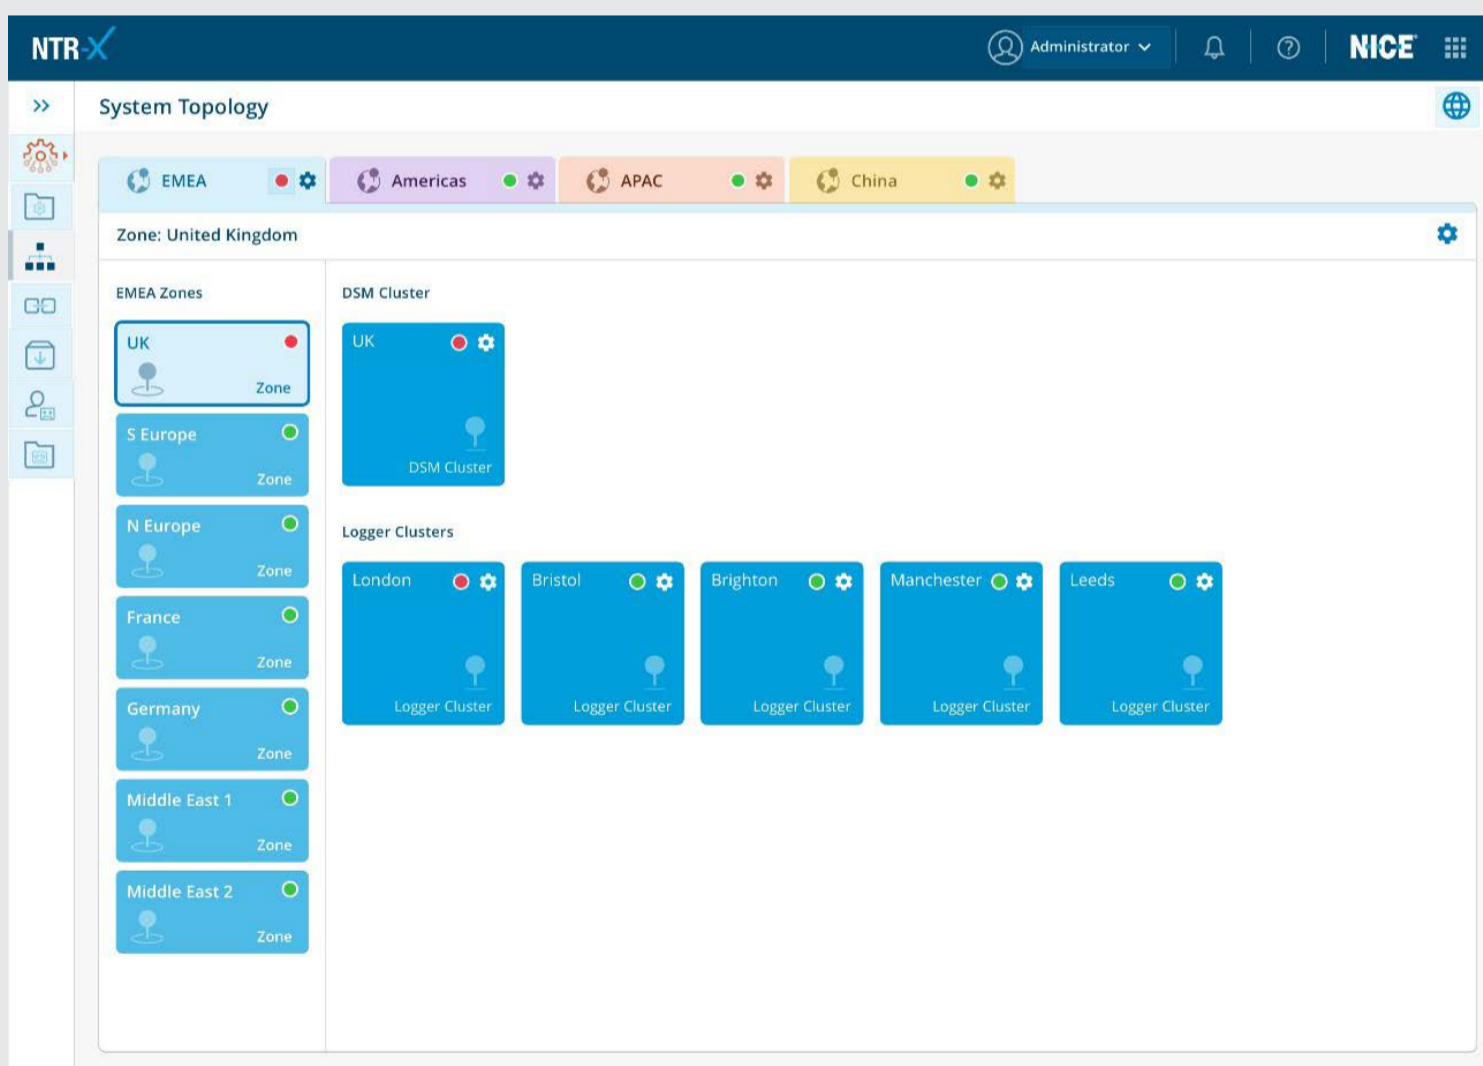 NTR-X
Administrator
NICE
System Topology
EMEA
Americas
APAC
China
Zone: United Kingdom
EMEA Zones
UK
Zone
S Europe
Zone
N Europe
Zone
France
Zone
Germany
Zone
Middle East 1
Zone
Middle East 2
Zone
DSM Cluster
UK
DSM Cluster
Logger Clusters
London
Logger Cluster
Bristol
Logger Cluster
Brighton
Logger Cluster
Manchester
Logger Cluster
Leeds
Logger Cluster